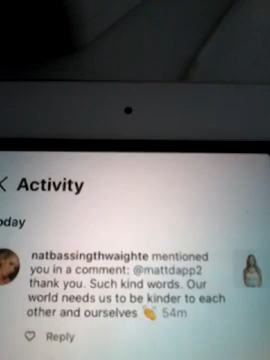 Activity
oday
natbassingthwaighte mentioned
you in a comment: @mattdapp2
thank you. Such kind words. Our
world needs us to be kinder to each
other and ourselves 👏 54m
Reply